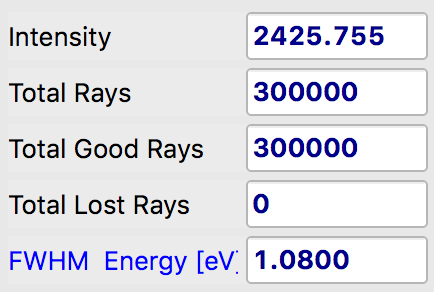 Intensity 2425.755
Total Rays 300000
Total Good Rays 300000
Total Lost Rays 0
FWHM Energy [eV] 1.0800